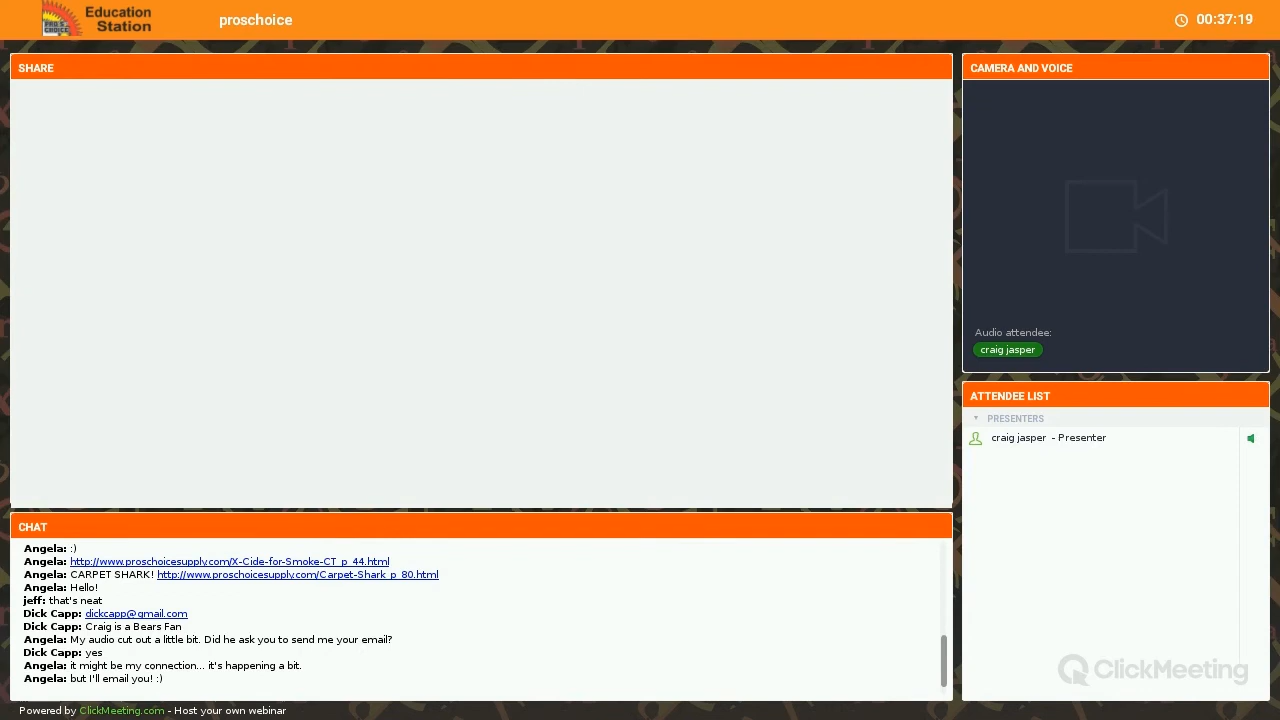 PRO'S CHOICE
Education Station
proschoice
00:37:19
SHARE
CAMERA AND VOICE
Audio attendee:
craig jasper
ATTENDEE LIST
PRESENTERS
craig jasper - Presenter
ClickMeeting
CHAT
Angela: :)
Angela: http://www.proschoicesupply.com/X-Cide-for-Smoke-CT_p_44.html
Angela: CARPET SHARK! http://www.proschoicesupply.com/Carpet-Shark_p_80.html
Angela: Hello!
jeff: that's neat
Dick Capp: dickcapp@gmail.com
Dick Capp: Craig is a Bears Fan
Angela: My audio cut out a little bit. Did he ask you to send me your email?
Dick Capp: yes
Angela: it might be my connection... it's happening a bit.
Angela: but I'll email you! :)
Powered by ClickMeeting.com - Host your own webinar